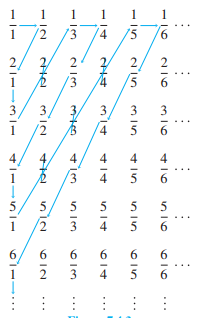 1/1 1/2 1/3 1/4 1/5 1/6 ...
2/1 2/2 2/3 2/4 2/5 2/6 ...
3/1 3/2 3/3 3/4 3/5 3/6 ...
4/1 4/2 4/3 4/4 4/5 4/6 ...
5/1 5/2 5/3 5/4 5/5 5/6 ...
6/1 6/2 6/3 6/4 6/5 6/6 ...
⋮ ⋮ ⋮ ⋮ ⋮ ⋮